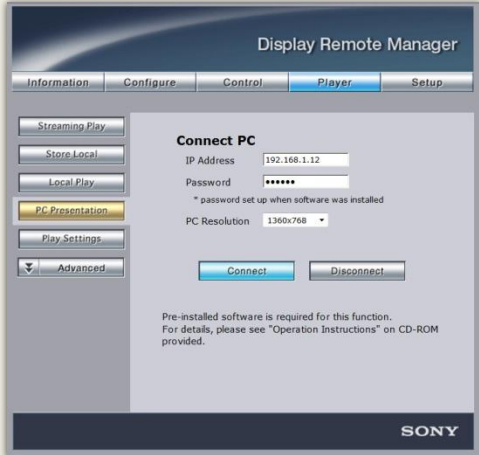 Display Remote Manager
Information Configure Control Player Setup
Streaming Play
Store Local
Local Play
PC Presentation
Play Settings
Advanced
Connect PC
IP Address 192.168.1.12
Password ••••••
* password set up when software was installed
PC Resolution 1360x768
Connect Disconnect
Pre-installed software is required for this function.
For details, please see "Operation Instructions" on CD-ROM
provided.
SONY